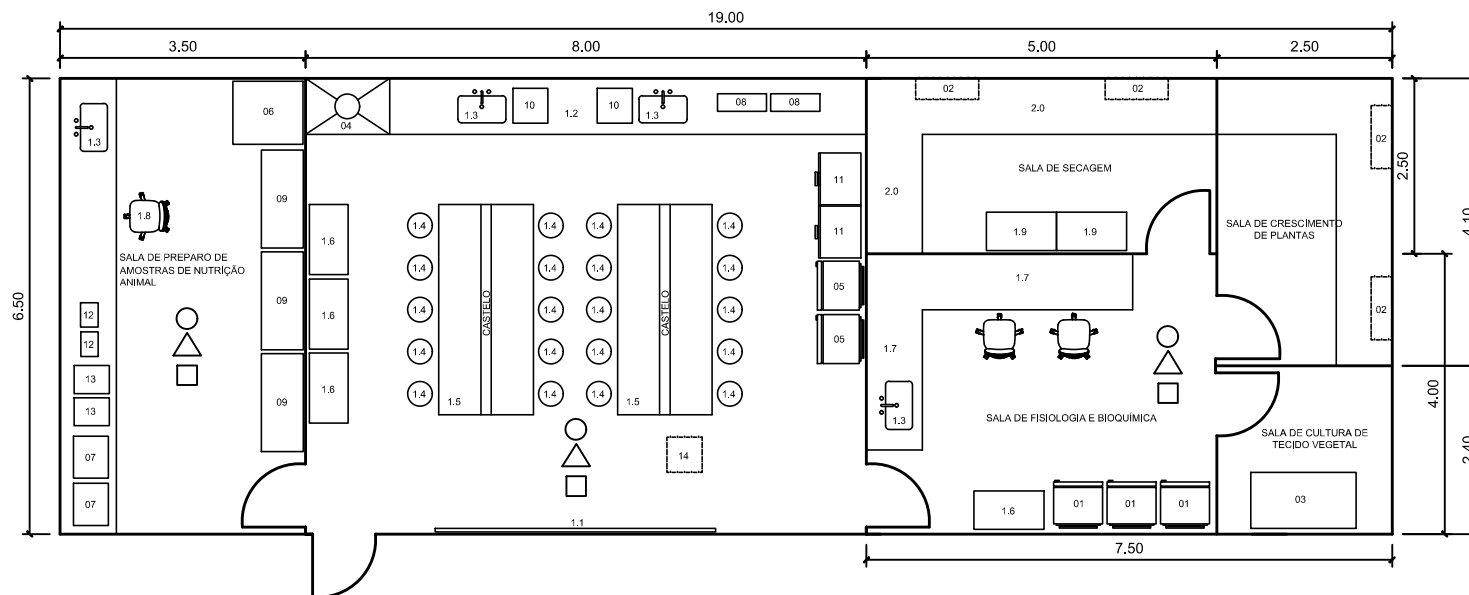 19.00
3.50 8.00 5.00 2.50
06 04 1.3 10 1.2 10 1.3 08 08 02 2.0 02
1.3
02
2.50
SALA DE SECAGEM
11 2.0
09 1.8
1.6 1.4 1.4 1.4 1.4
11 1.9 1.9
SALA DE CRESCIMENTO
DE PLANTAS
4.10
SALA DE PREPARO DE
AMOSTRAS DE NUTRIÇÃO
ANIMAL
1.4 1.4 1.4 1.4
1.7
05
09
6.50
12
1.6 1.4 CASTELO 1.4 1.4 CASTELO 1.4
02
12
05
1.7
1.4 1.4 1.4 1.4
13
1.6 1.4 1.4 1.4 1.4
09
1.5 1.5
4.00
13
1.3
SALA DE FISIOLOGIA E BIOQUÍMICA
SALA DE CULTURA DE
TECIDO VEGETAL
2.40
07
14
07
1.6 01 01 01 03
1.1
7.50